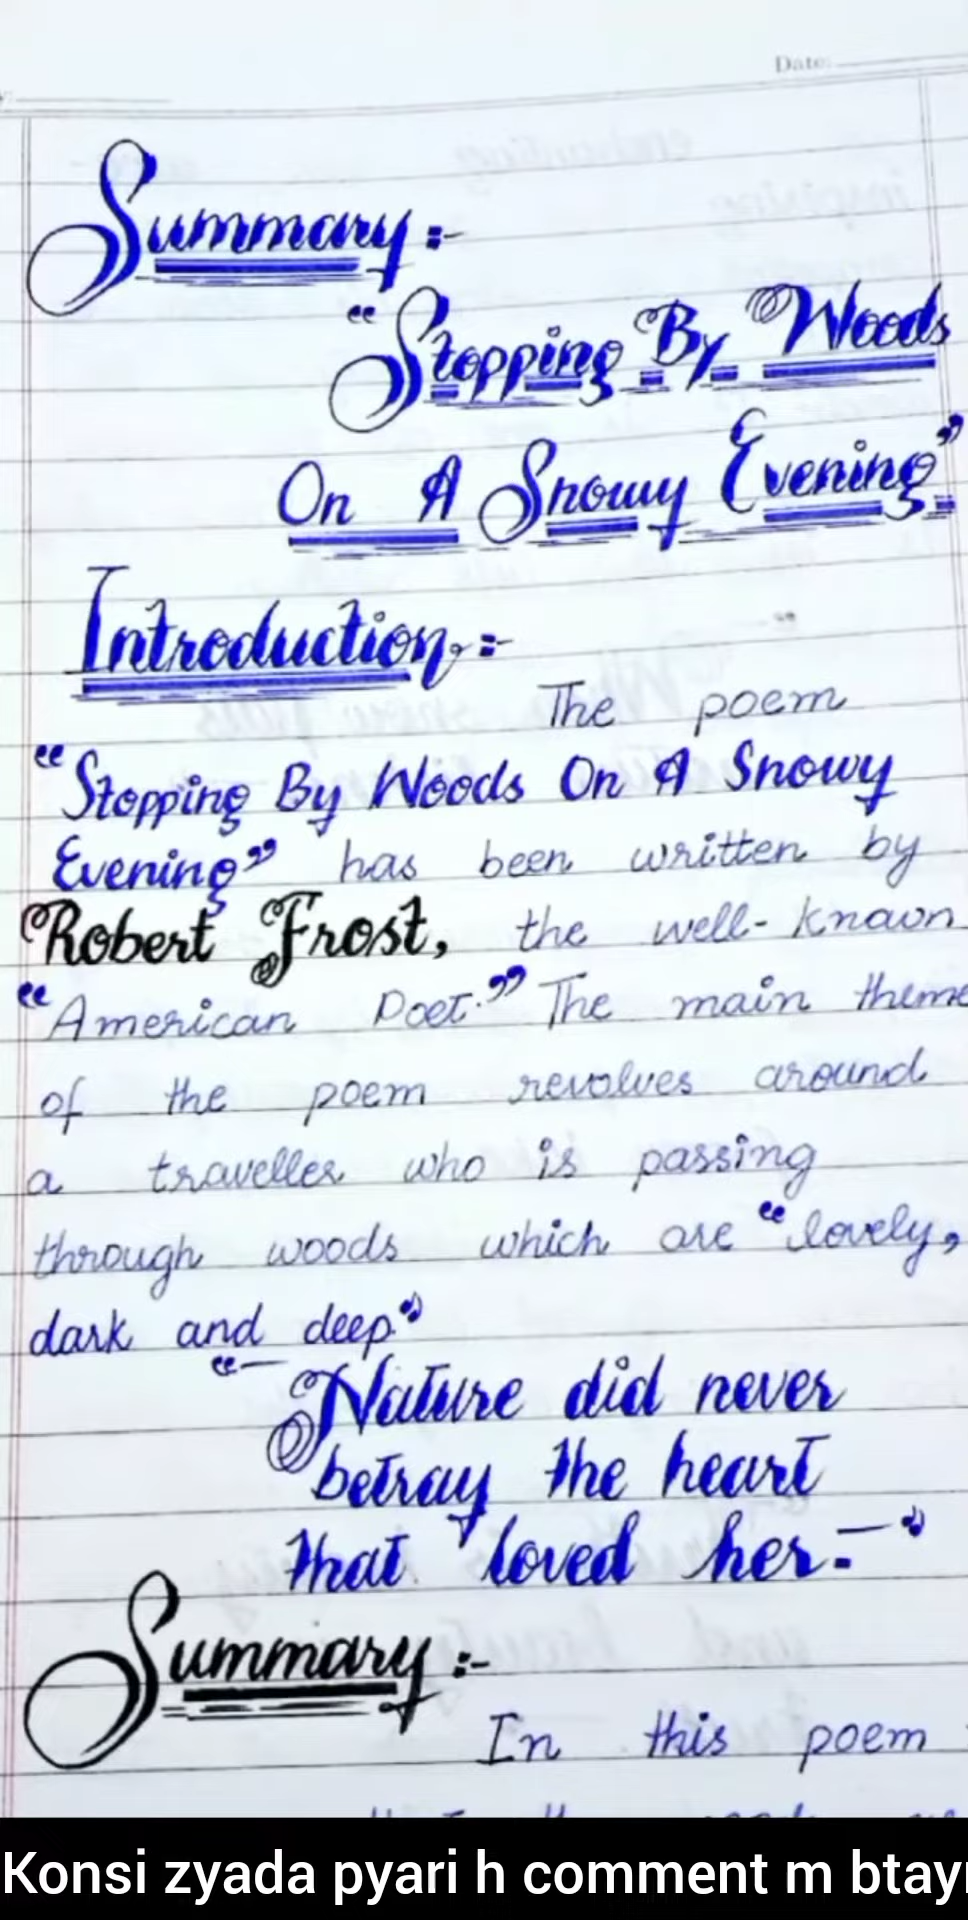 Date:
Summary:-
"Stopping By Woods
On A Snowy Evening"
Introduction:-
The poem
"Stopping By Woods On A Snowy
Evening" has been written by
Robert Frost, the well-known
"American Poet." The main theme
of the poem revolves around
a traveller who is passing
through woods which are "lovely,
dark and deep."
"—Nature did never
betray the heart
that loved her.—"
Summary:-
In this poem
Konsi zyada pyari h comment m btay